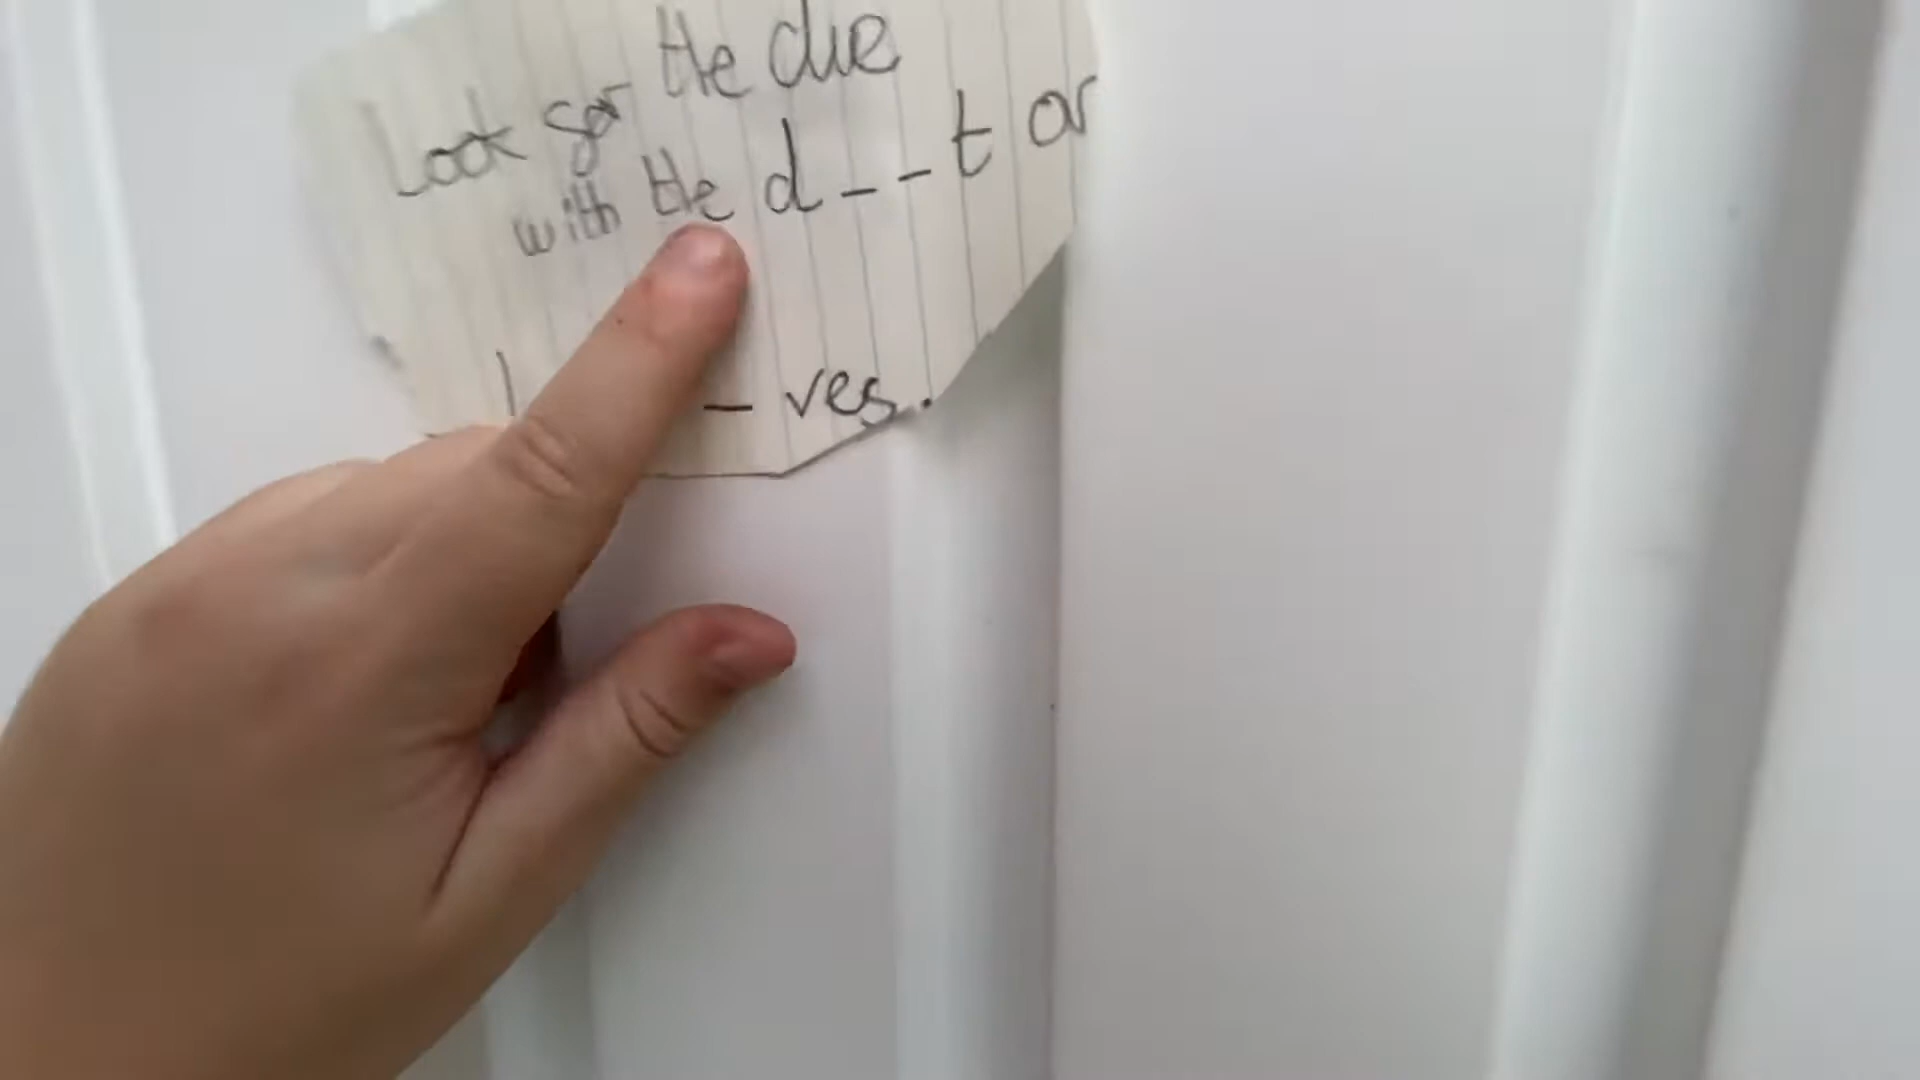 Look for the clue
with the d _ _ t or
l _ ves.